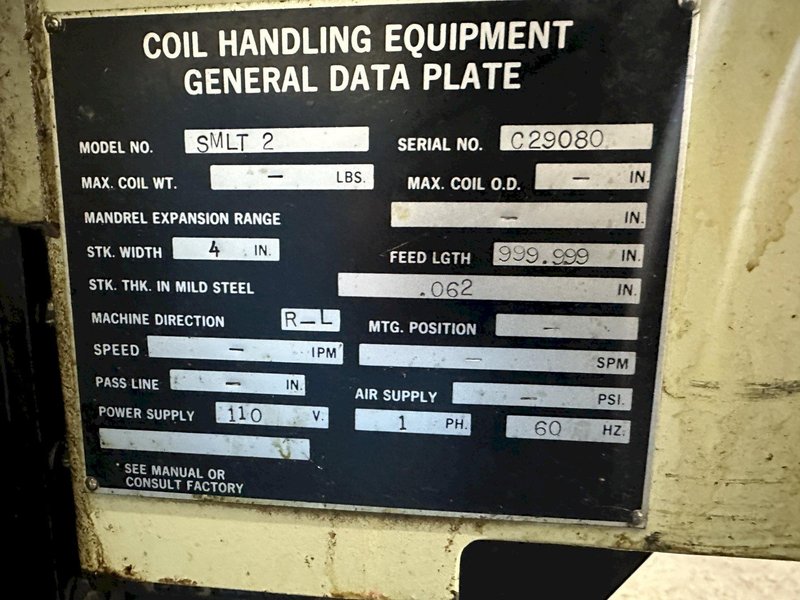 COIL HANDLING EQUIPMENT
GENERAL DATA PLATE
MODEL NO. SMLT 2 SERIAL NO. C29080
MAX. COIL WT. — LBS. MAX. COIL O.D. — IN.
MANDREL EXPANSION RANGE — IN.
STK. WIDTH 4 IN. FEED LGTH 999.999 IN.
STK. THK. IN MILD STEEL .062 IN.
MACHINE DIRECTION R—L MTG. POSITION —
SPEED — IPM — SPM
PASS LINE — IN. AIR SUPPLY — PSI.
POWER SUPPLY 110 V. 1 PH. 60 HZ.
SEE MANUAL OR
CONSULT FACTORY